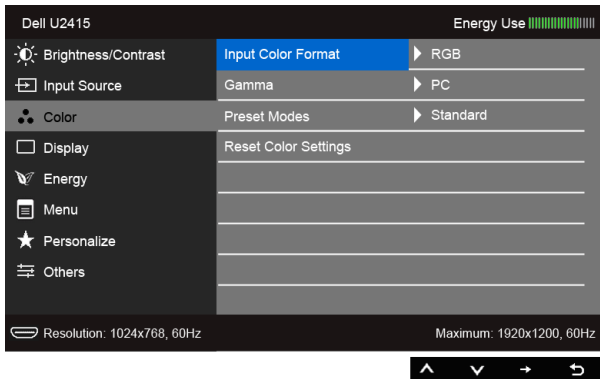 Dell U2415 Energy Use
Brightness/Contrast Input Color Format RGB
Input Source Gamma PC
Color Preset Modes Standard
Display Reset Color Settings
Energy
Menu
Personalize
Others
Resolution: 1024x768, 60Hz Maximum: 1920x1200, 60Hz